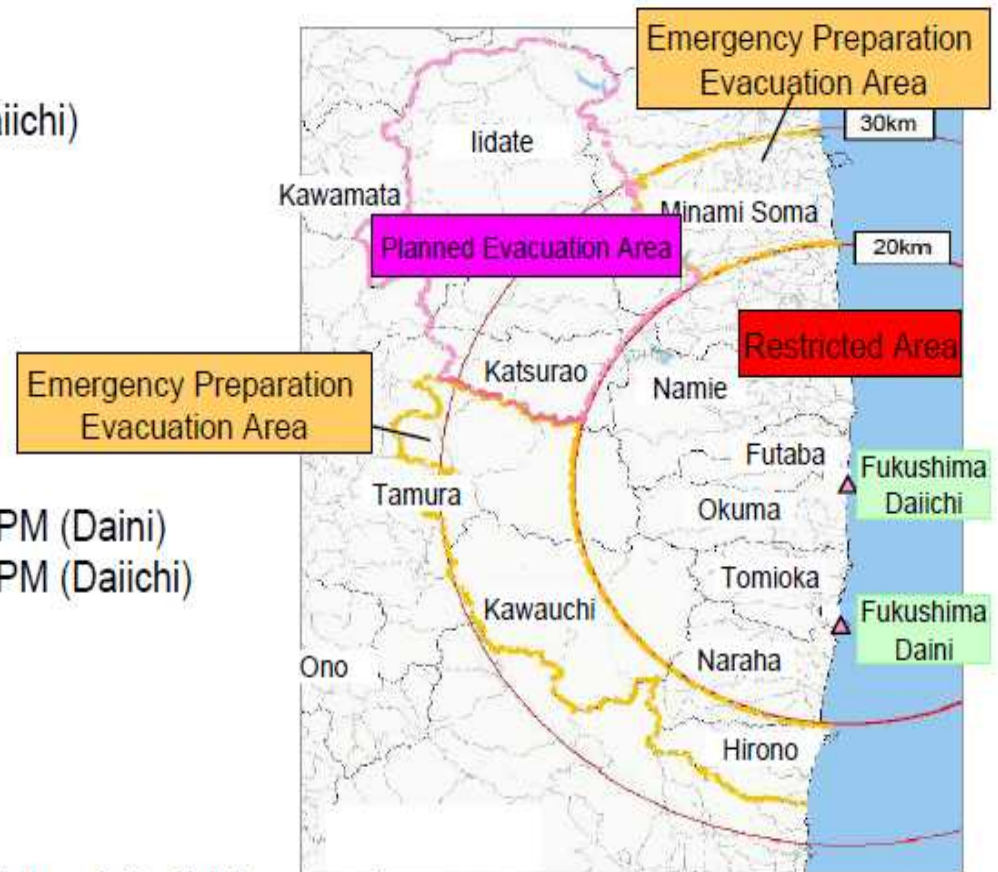 Emergency Preparation
Evacuation Area
aiichi)
30km
Iidate
Kawamata
Minami Soma
Planned Evacuation Area
20km
Restricted Area
Katsurao
Namie
Emergency Preparation
Evacuation Area
Futaba
Fukushima
Daiichi
Tamura
Okuma
PM (Daini)
PM (Daiichi)
Tomioka
Kawauchi
Fukushima
Daini
Ono
Naraha
Hirono